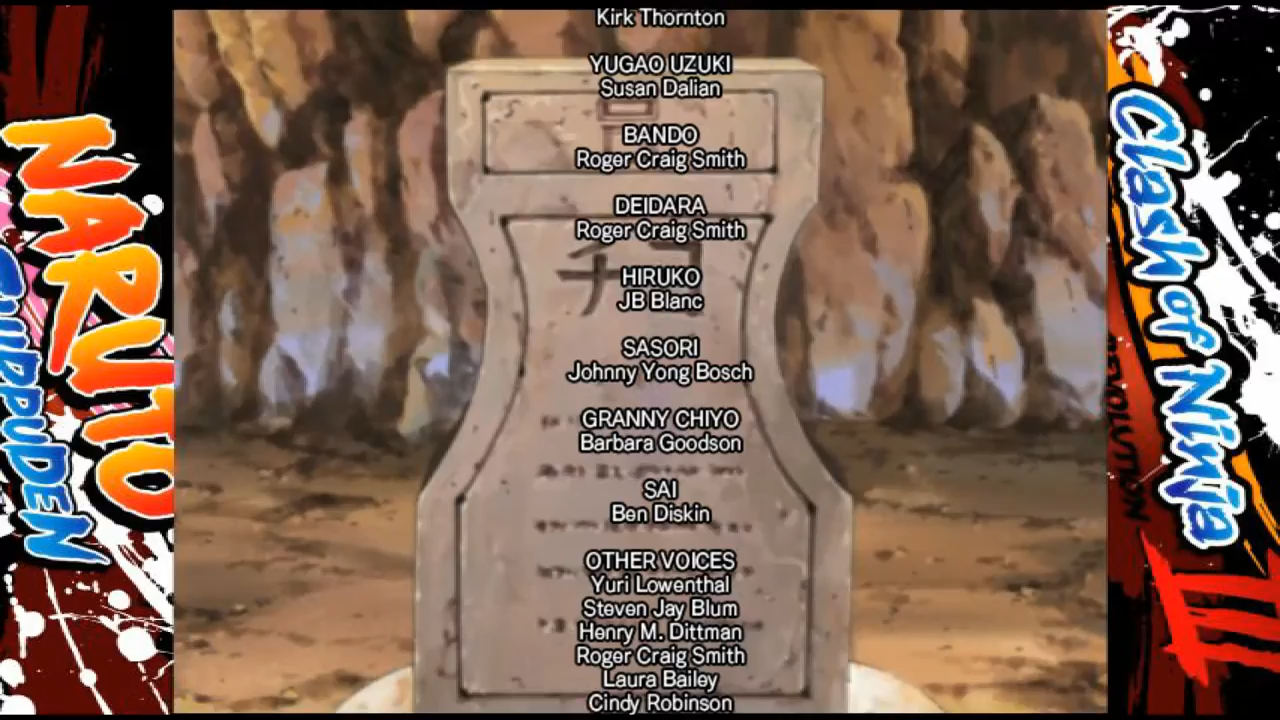 Kirk Thornton
YUGAO UZUKI
Susan Dalian
BANDO
Roger Craig Smith
DEIDARA
Roger Craig Smith
HIRUKO
JB Blanc
SASORI
Johnny Yong Bosch
GRANNY CHIYO
Barbara Goodson
SAI
Ben Diskin
OTHER VOICES
Yuri Lowenthal
Steven Jay Blum
Henry M. Dittman
Roger Craig Smith
Laura Bailey
Cindy Robinson
NARUTO
SHIPPUDEN
Clash of Ninja
REVOLUTION
III